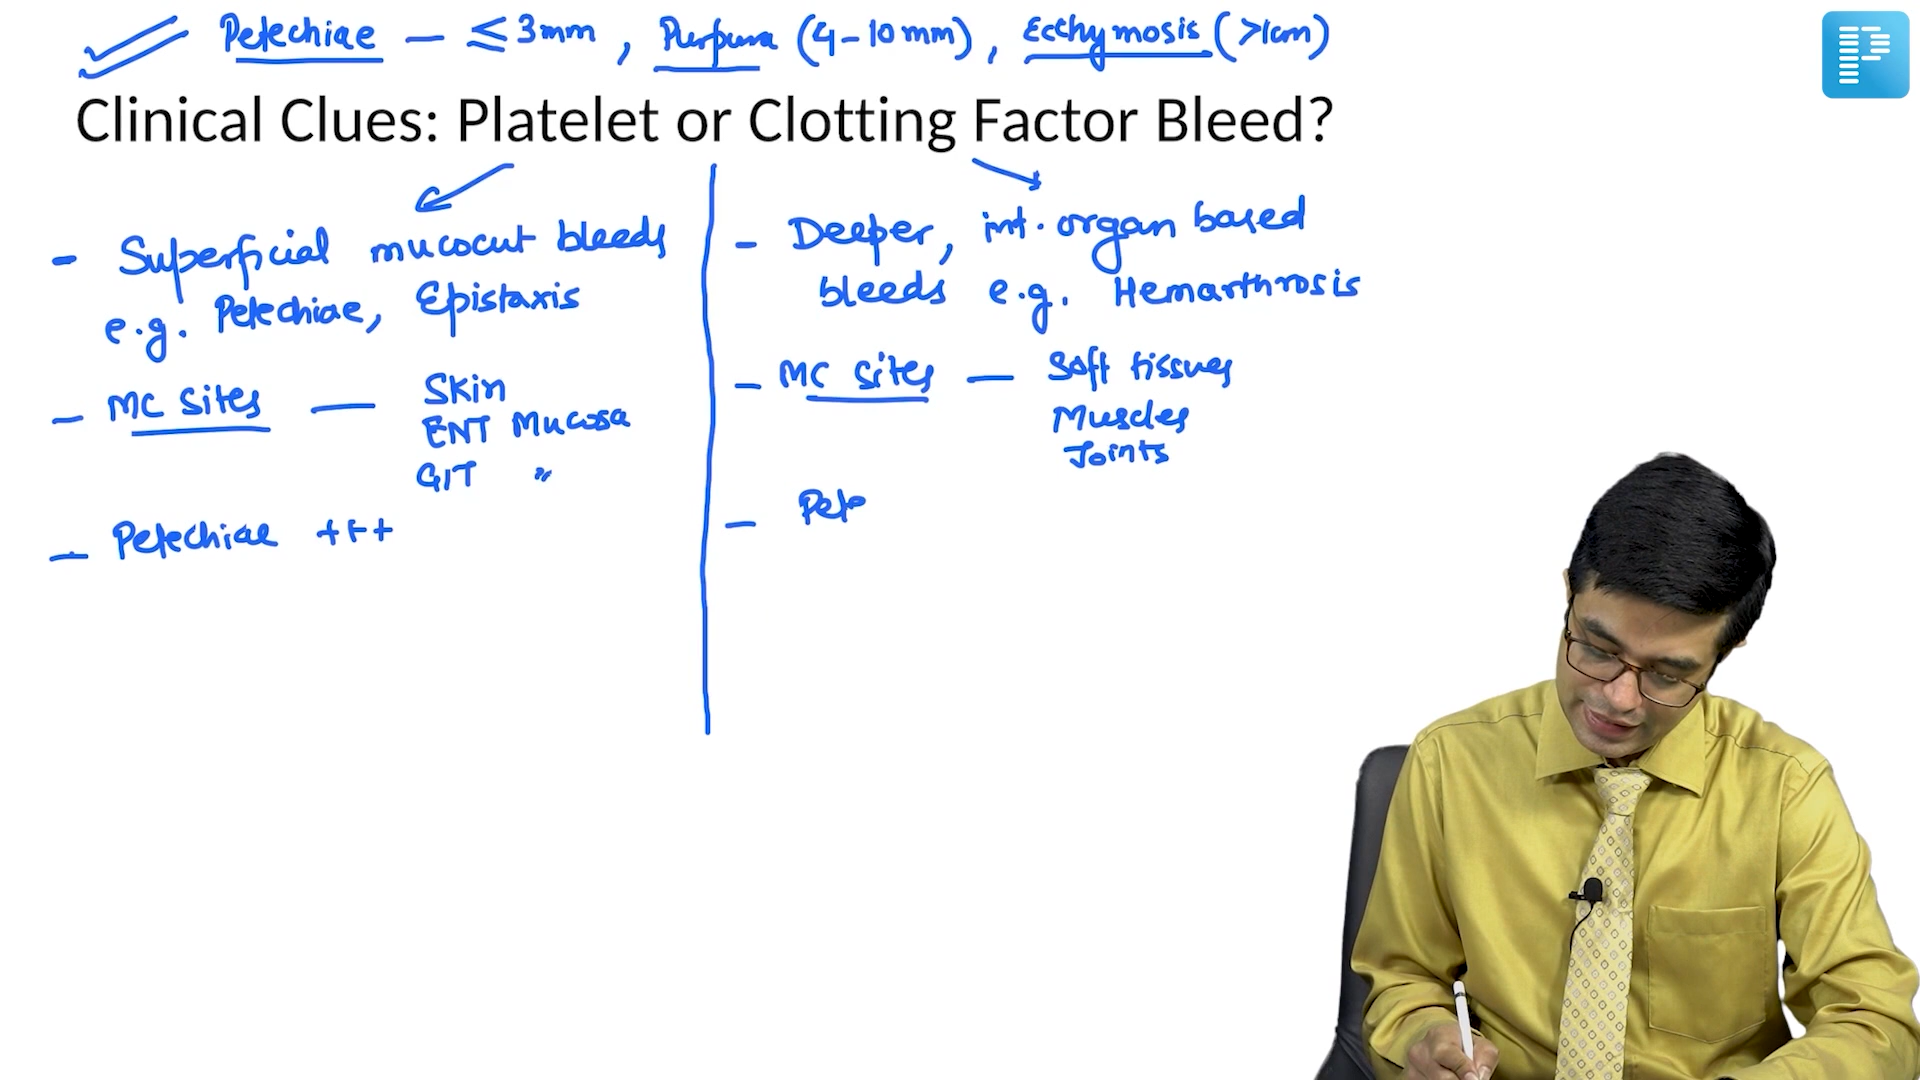 Petechiae — ≤ 3mm, Purpura (4-10mm), Ecchymosis (>1cm)
Clinical Clues: Platelet or Clotting Factor Bleed?
- Superficial mucocut bleeds
e.g. Petechiae, Epistaxis
- MC Sites — Skin
ENT Mucosa
GIT "
- Petechiae +++
- Deeper, int. organ based
bleeds e.g. Hemarthrosis
- MC Sites — Soft tissues
Muscles
Joints
- Pete